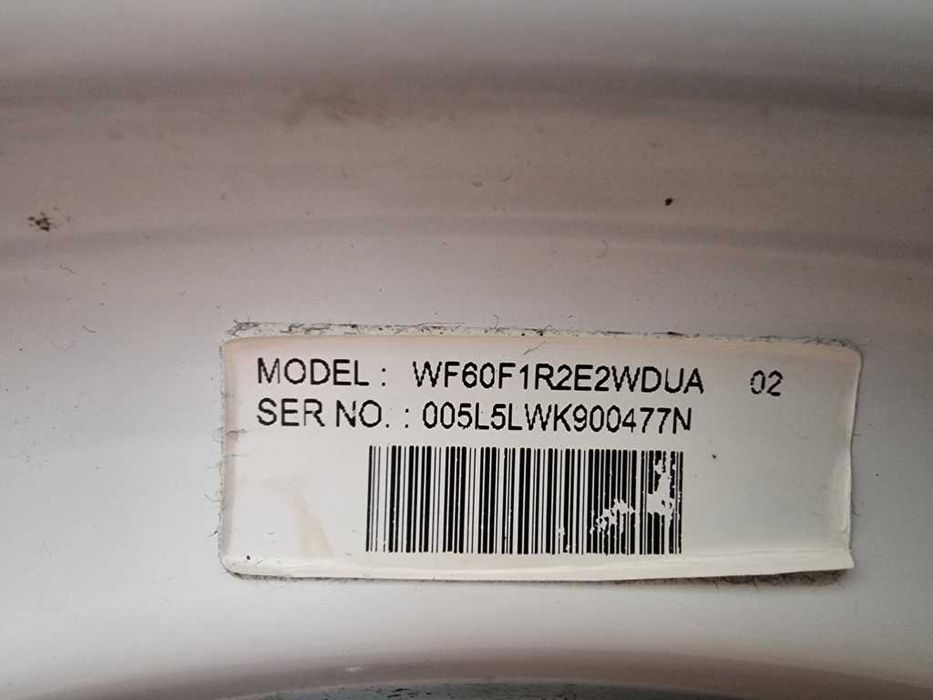 MODEL : WF60F1R2E2WDUA 02
SER NO. : 005L5LWK900477N